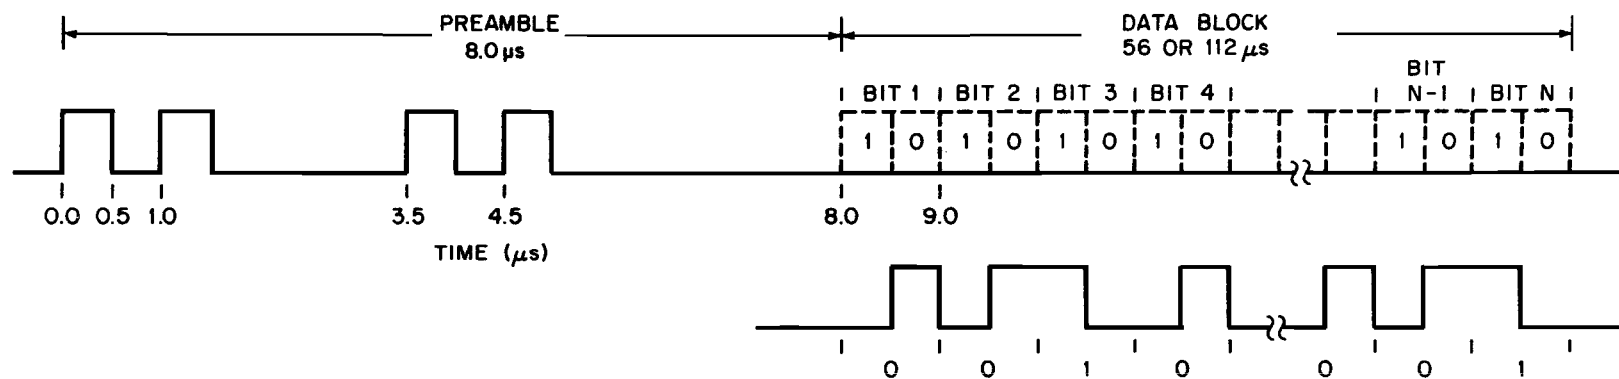 PREAMBLE
8.0 μs
DATA BLOCK
56 OR 112 μs
BIT 1 BIT 2 BIT 3 BIT 4 BIT N-1 BIT N
1 0 1 0 1 0 1 0 1 0 1 0
0.0 0.5 1.0 3.5 4.5 8.0 9.0
TIME (μs)
0 0 1 0 0 0 1